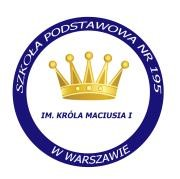 SZKOŁA PODSTAWOWA NR 195
IM. KRÓLA MACIUSIA I
W WARSZAWIE